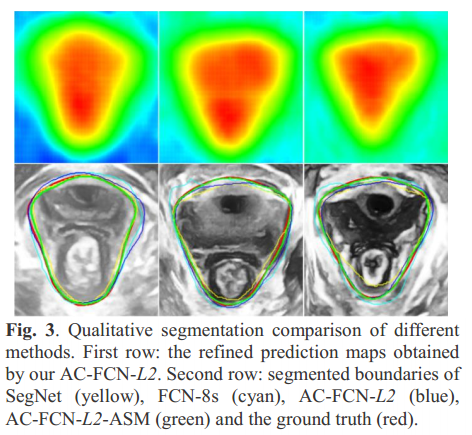 Fig. 3. Qualitative segmentation comparison of different
methods. First row: the refined prediction maps obtained
by our AC-FCN-L2. Second row: segmented boundaries of
SegNet (yellow), FCN-8s (cyan), AC-FCN-L2 (blue),
AC-FCN-L2-ASM (green) and the ground truth (red).